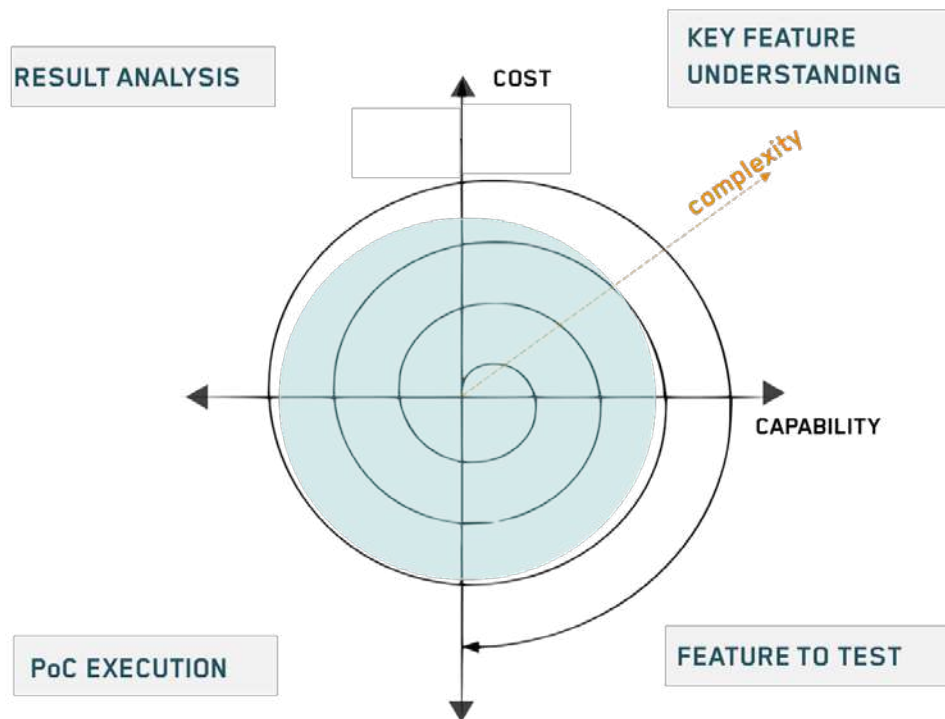 RESULT ANALYSIS
COST
KEY FEATURE
UNDERSTANDING
complexity
CAPABILITY
PoC EXECUTION
FEATURE TO TEST